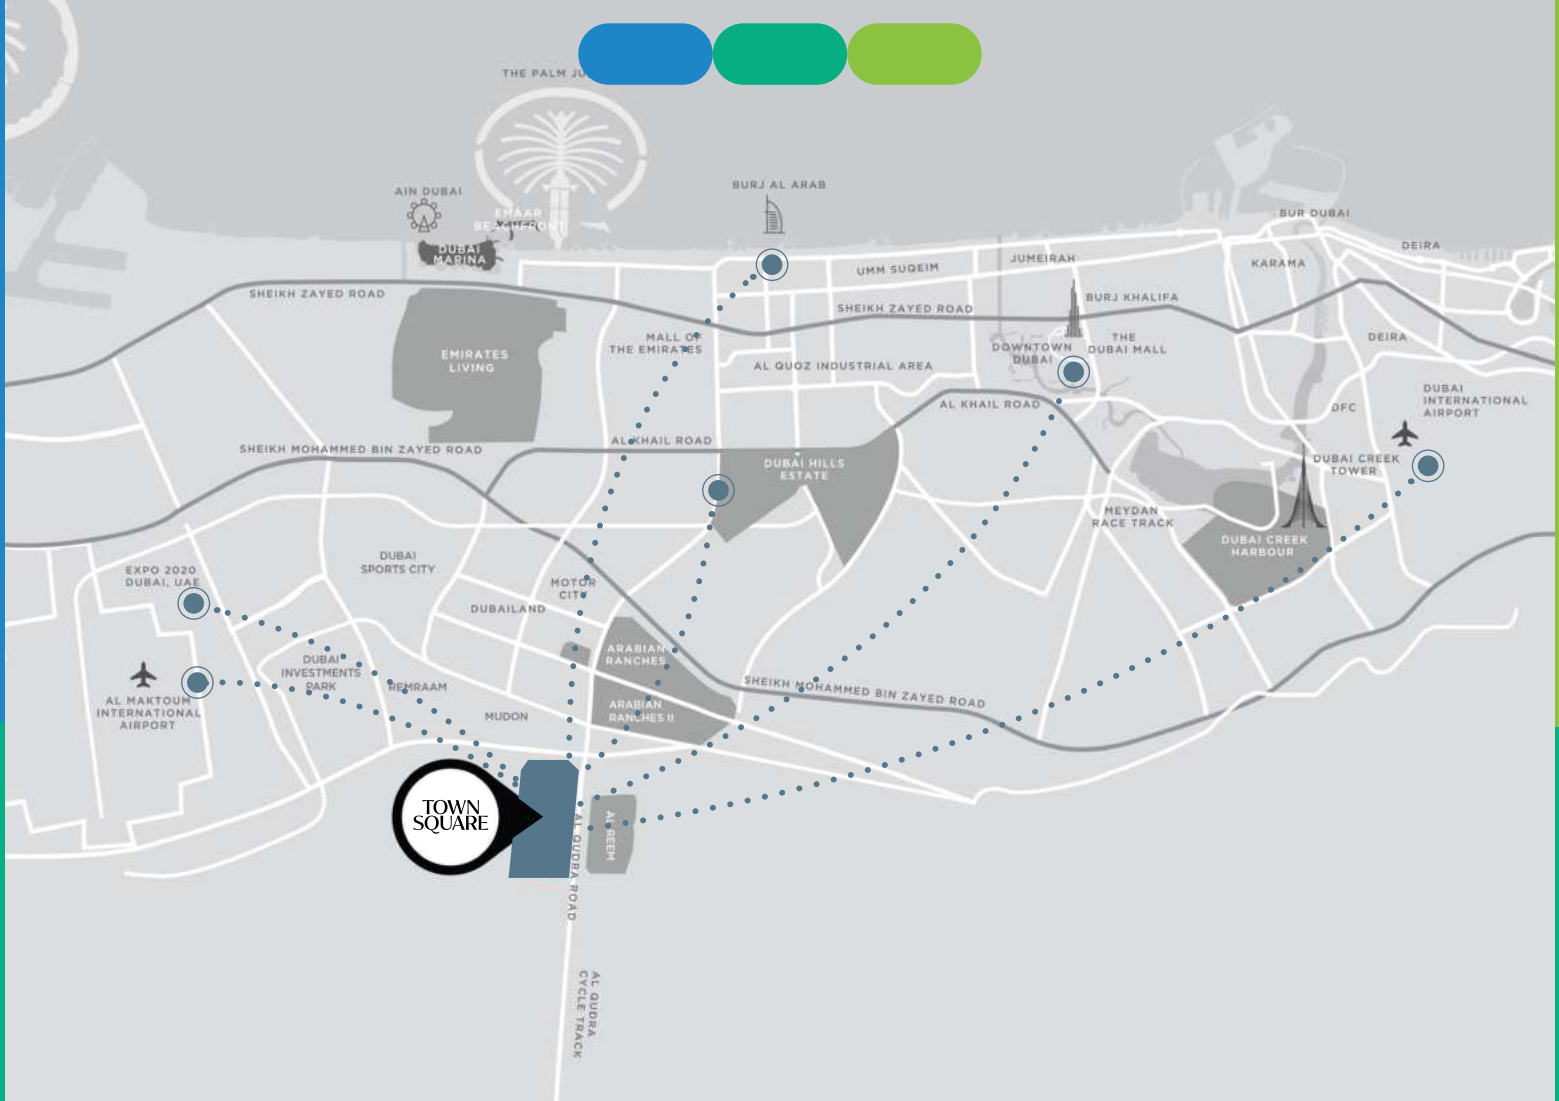 THE PALM JU
AIN DUBAI
EMAAR
BEACHFRONT
DUBAI
MARINA
BURJ AL ARAB
BUR DUBAI
DEIRA
UMM SUQEIM
JUMEIRAH
KARAMA
SHEIKH ZAYED ROAD
SHEIKH ZAYED ROAD
BURJ KHALIFA
MALL OF
THE EMIRATES
DOWNTOWN
DUBAI
THE
DUBAI MALL
DEIRA
EMIRATES
LIVING
AL QUOZ INDUSTRIAL AREA
DUBAI
INTERNATIONAL
AIRPORT
AL KHAIL ROAD
DFC
SHEIKH MOHAMMED BIN ZAYED ROAD
AL KHAIL ROAD
DUBAI HILLS
ESTATE
DUBAI CREEK
TOWER
MEYDAN
RACE TRACK
DUBAI CREEK
HARBOUR
EXPO 2020
DUBAI, UAE
DUBAI
SPORTS CITY
MOTOR
CITY
DUBAILAND
ARABIAN
RANCHES
DUBAI
INVESTMENTS
PARK
REMRAAM
SHEIKH MOHAMMED BIN ZAYED ROAD
AL MAKTOUM
INTERNATIONAL
AIRPORT
MUDON
ARABIAN
RANCHES II
TOWN
SQUARE
AL QUDRA ROAD
AL REEM
AL QUDRA
CYCLE TRACK